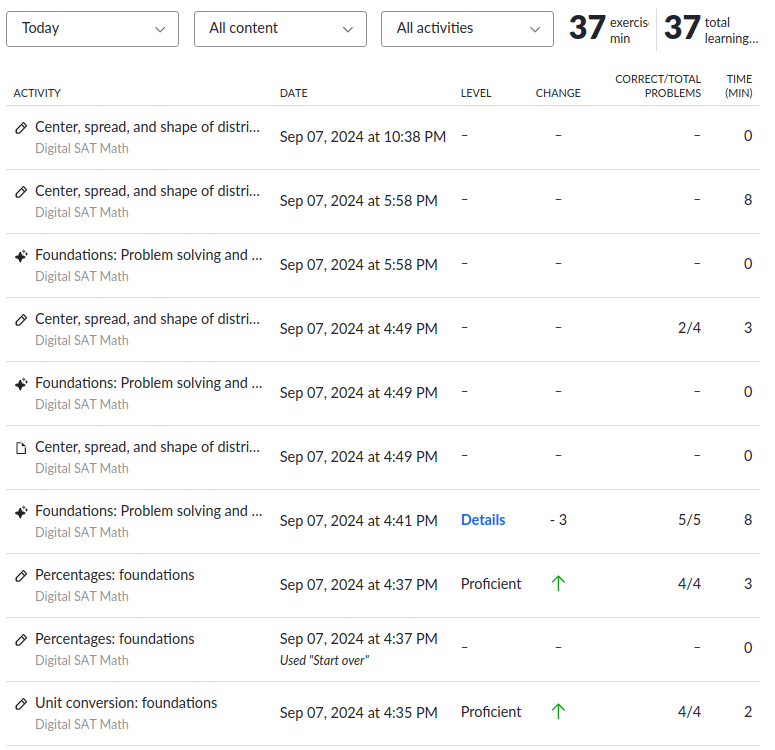 Today
All content
All activities
37 exercis
min
37 total
learning...
ACTIVITY DATE LEVEL CHANGE CORRECT/TOTAL PROBLEMS TIME (MIN)
Center, spread, and shape of distri... Sep 07, 2024 at 10:38 PM – – – 0
Digital SAT Math
Center, spread, and shape of distri... Sep 07, 2024 at 5:58 PM – – – 8
Digital SAT Math
Foundations: Problem solving and ... Sep 07, 2024 at 5:58 PM – – – 0
Digital SAT Math
Center, spread, and shape of distri... Sep 07, 2024 at 4:49 PM – – 2/4 3
Digital SAT Math
Foundations: Problem solving and ... Sep 07, 2024 at 4:49 PM – – – 0
Digital SAT Math
Center, spread, and shape of distri... Sep 07, 2024 at 4:49 PM – – – 0
Digital SAT Math
Foundations: Problem solving and ... Sep 07, 2024 at 4:41 PM Details - 3 5/5 8
Digital SAT Math
Percentages: foundations Sep 07, 2024 at 4:37 PM Proficient ↑ 4/4 3
Digital SAT Math
Percentages: foundations Sep 07, 2024 at 4:37 PM – – – 0
Digital SAT Math Used "Start over"
Unit conversion: foundations Sep 07, 2024 at 4:35 PM Proficient ↑ 4/4 2
Digital SAT Math